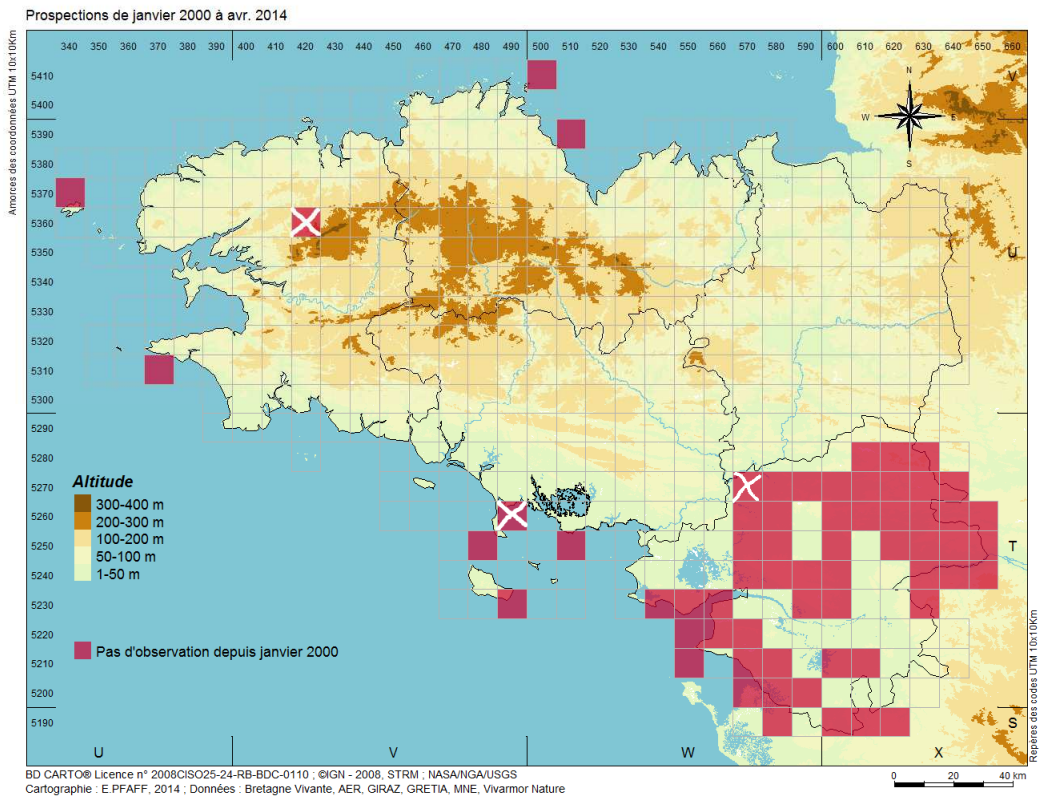 Prospections de janvier 2000 à avr. 2014
Amorces des coordonnées UTM 10x10Km
340 350 360 370 380 390 400 410 420 430 440 450 460 470 480 490 500 510 520 530 540 550 560 570 580 590 600 610 620 630 640 650 660
5410
5400
5390
5380
5370
5360
5350
5340
5330
5320
5310
5300
5290
5280
5270
5260
5250
5240
5230
5220
5210
5200
5190
N
W E
S
V
U
T
S
Altitude
300-400 m
200-300 m
100-200 m
50-100 m
1-50 m
Pas d'observation depuis janvier 2000
U V W X
Repères des codes UTM 10x10Km
BD CARTO® Licence n° 2008CISO25-24-RB-BDC-0110 ; ©IGN - 2008, STRM ; NASA/NGA/USGS
Cartographie : E.PFAFF, 2014 ; Données : Bretagne Vivante, AER, GIRAZ, GRETIA, MNE, Vivarmor Nature
0 20 40 km